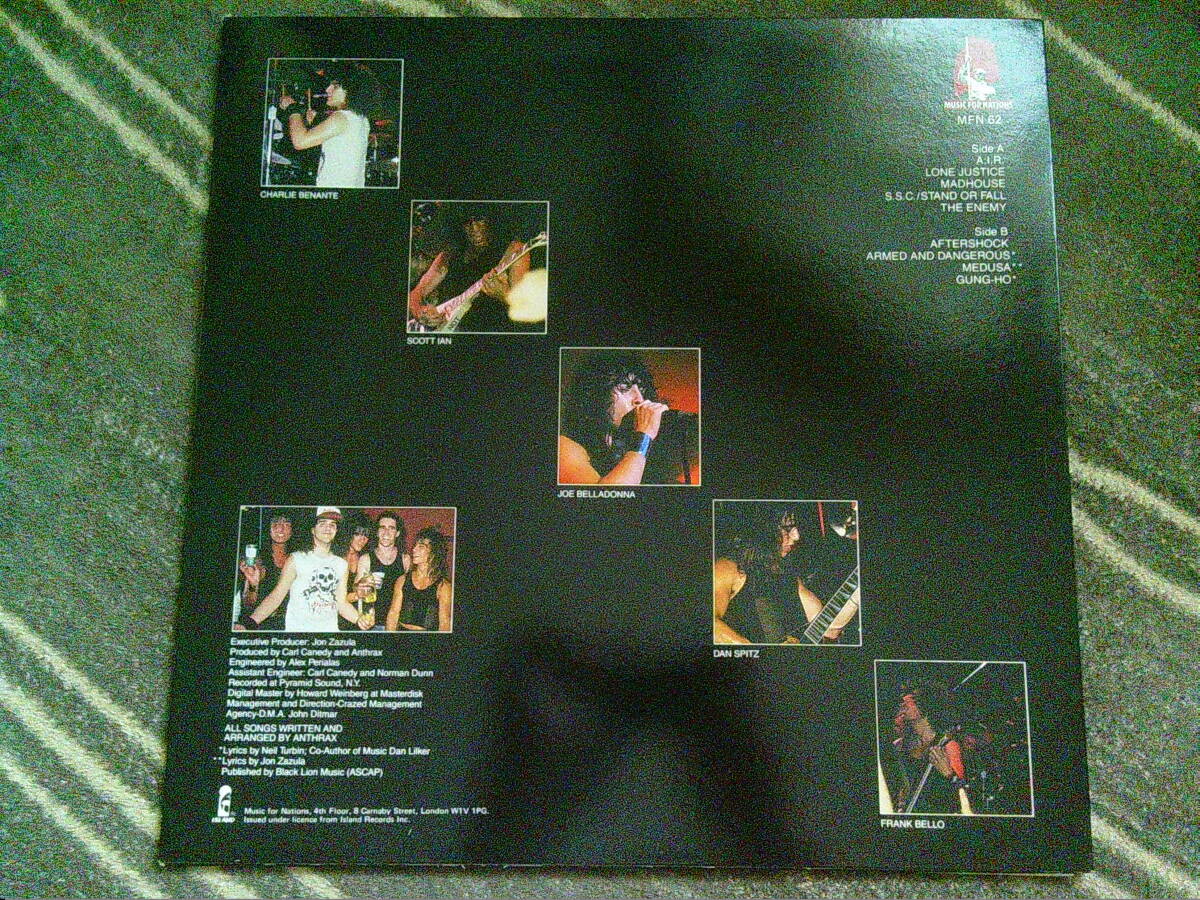 MUSIC FOR NATIONS
MFN 62
Side A
A.I.R.
LONE JUSTICE
MADHOUSE
S.S.C./STAND OR FALL
THE ENEMY
Side B
AFTERSHOCK
ARMED AND DANGEROUS*
MEDUSA**
GUNG-HO*
CHARLIE BENANTE
SCOTT IAN
JOE BELLADONNA
DAN SPITZ
FRANK BELLO
Executive Producer: Jon Zazula
Produced by Carl Canedy and Anthrax
Engineered by Alex Perialas
Assistant Engineer: Carl Canedy and Norman Dunn
Recorded at Pyramid Sound, N.Y.
Digital Master by Howard Weinberg at Masterdisk
Management and Direction-Crazed Management
Agency-D.M.A. John Ditmar
ALL SONGS WRITTEN AND
ARRANGED BY ANTHRAX
*Lyrics by Neil Turbin; Co-Author of Music Dan Lilker
**Lyrics by Jon Zazula
Published by Black Lion Music (ASCAP)
ISLAND
Music for Nations, 4th Floor, 8 Carnaby Street, London W1V 1PG.
Issued under licence from Island Records Inc.